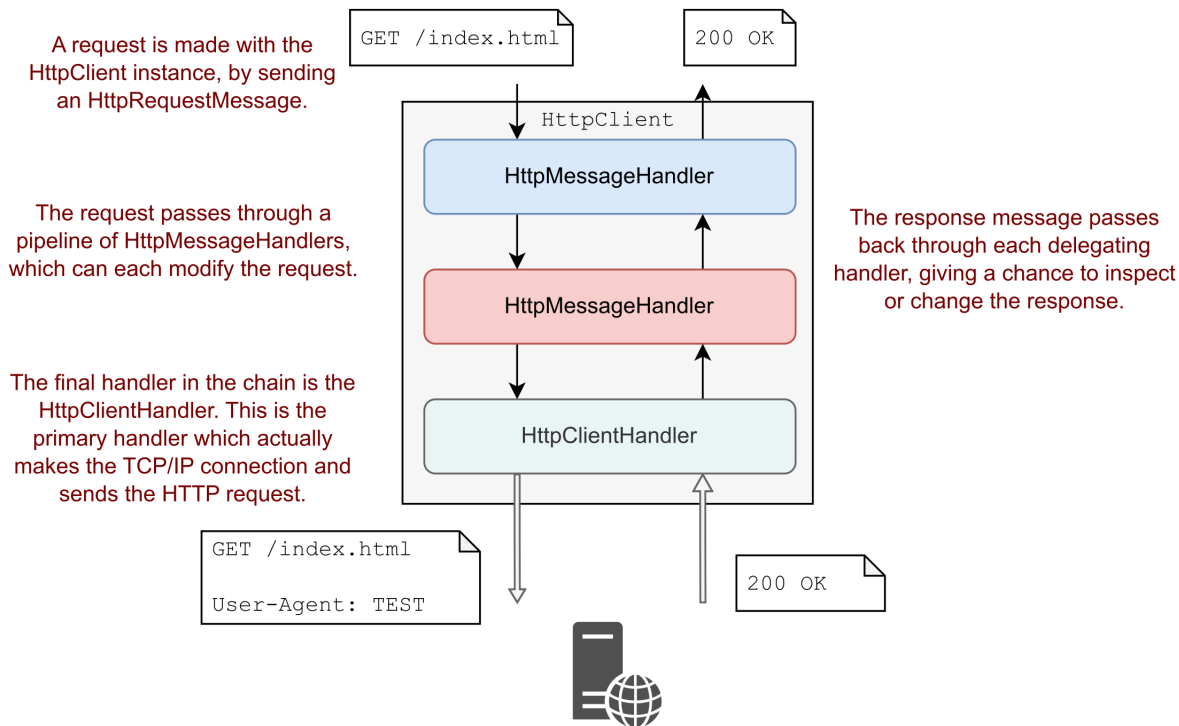 A request is made with the
HttpClient instance, by sending
an HttpRequestMessage.
GET /index.html
200 OK
HttpClient
HttpMessageHandler
The request passes through a
pipeline of HttpMessageHandlers,
which can each modify the request.
The response message passes
back through each delegating
handler, giving a chance to inspect
or change the response.
HttpMessageHandler
The final handler in the chain is the
HttpClientHandler. This is the
primary handler which actually
makes the TCP/IP connection and
sends the HTTP request.
HttpClientHandler
GET /index.html
User-Agent: TEST
200 OK